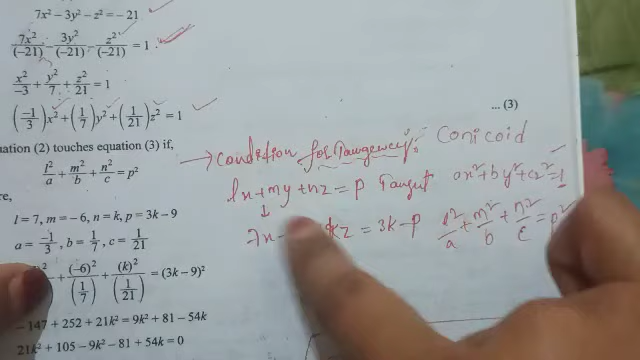 7x² − 3y² − z² = − 21
7x²/(−21) − 3y²/(−21) − z²/(−21) = 1
x²/−3 + y²/7 + z²/21 = 1
(−1/3)x² + (1/7)y² + (1/21)z² = 1
... (3)
uation (2) touches equation (3) if,
l²/a + m²/b + n²/c = p²
re,
l = 7, m = −6, n = k, p = 3k − 9
a = −1/3, b = 1/7, c = 1/21
+ (−6)²/(1/7) + (k)²/(1/21) = (3k − 9)²
− 147 + 252 + 21k² = 9k² + 81 − 54k
21k² + 105 − 9k² − 81 + 54k = 0
→ Condition for Tangency: Conicoid
lx + my + nz = p Tangent ax² + by² + cz² = 1
↓
7x − kz = 3k − p l²/a + m²/b + n²/c = p²